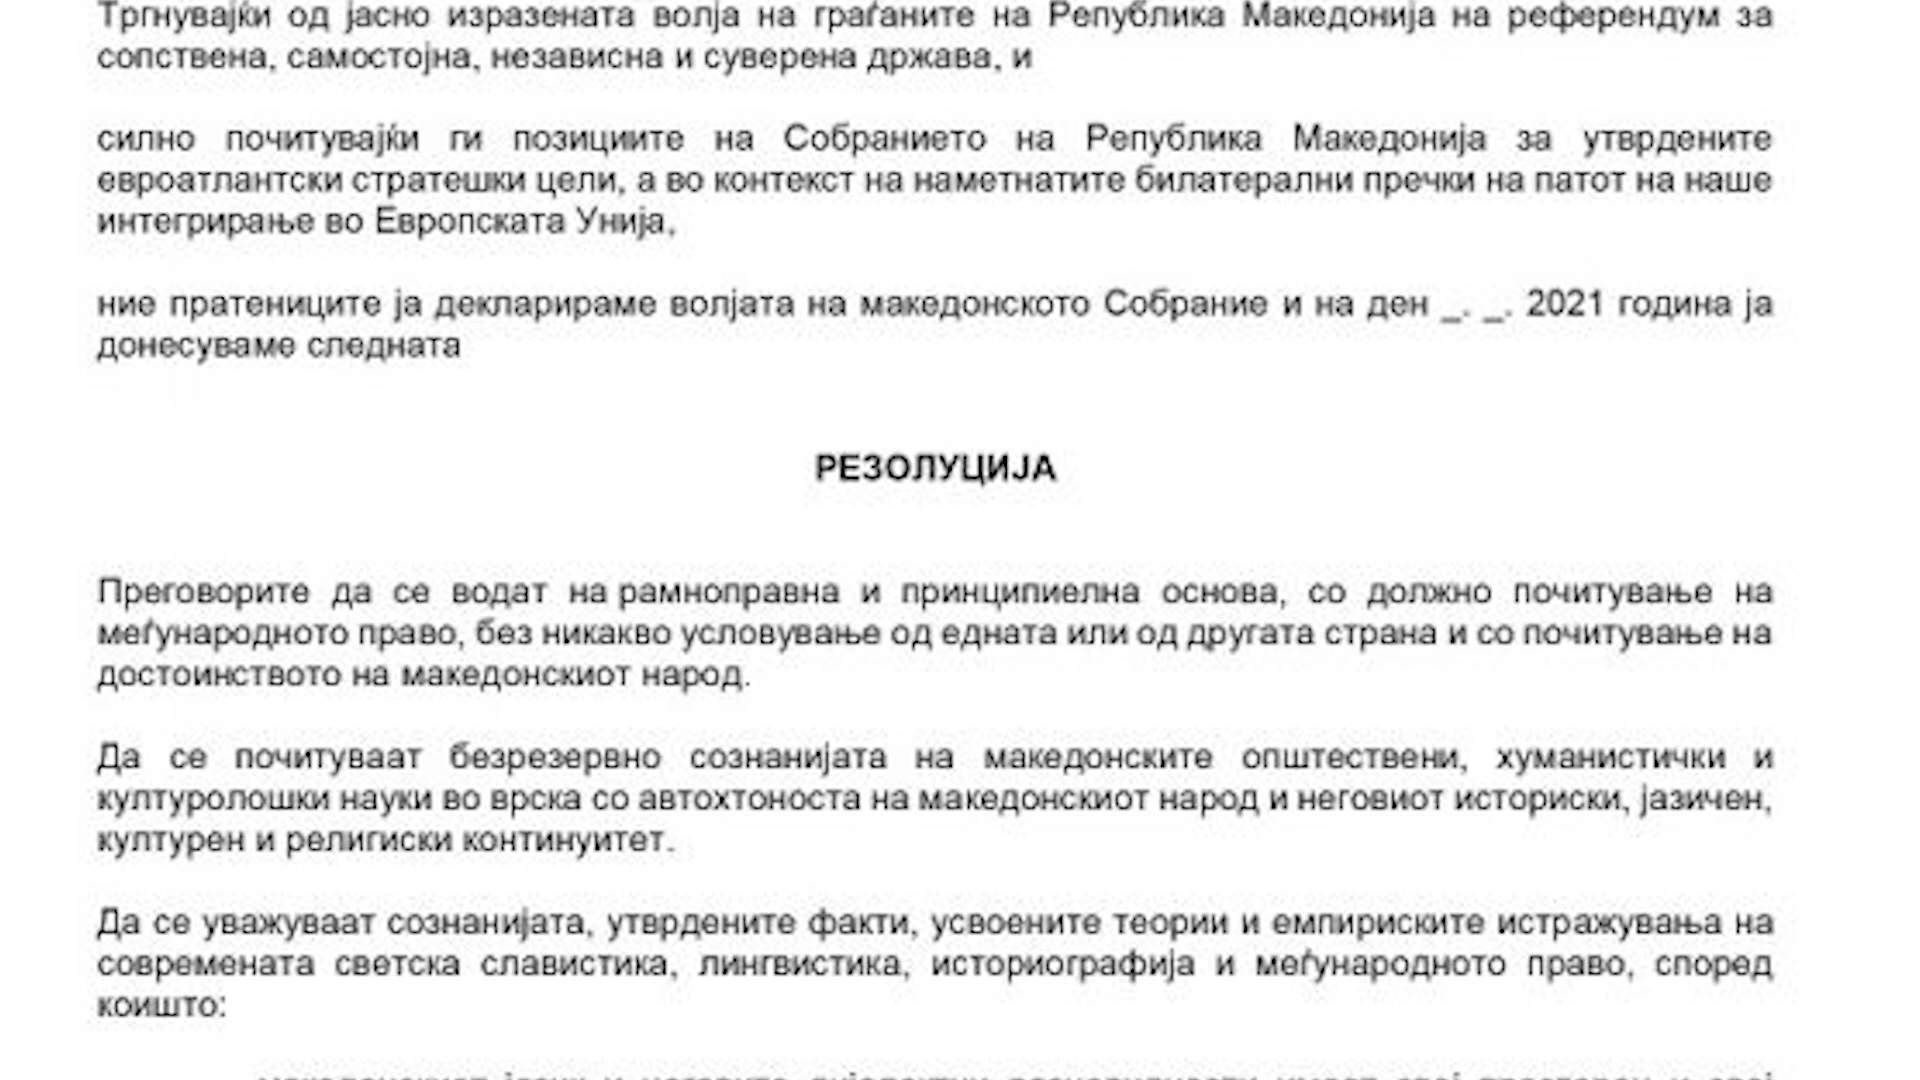 Тргнувајќи од јасно изразената волја на граѓаните на Република Македонија на референдум за
сопствена, самостојна, независна и суверена држава, и
силно почитувајќи ги позициите на Собранието на Република Македонија за утврдените
евроатлантски стратешки цели, а во контекст на наметнатите билатерални пречки на патот на наше
интегрирање во Европската Унија,
ние пратениците ја декларираме волјата на македонското Собрание и на ден _. _. 2021 година ја
донесуваме следната
РЕЗОЛУЦИЈА
Преговорите да се водат на рамноправна и принципиелна основа, со должно почитување на
меѓународното право, без никакво условување од едната или од другата страна и со почитување на
достоинството на македонскиот народ.
Да се почитуваат безрезервно сознанијата на македонските општествени, хуманистички и
културолошки науки во врска со автохтоноста на македонскиот народ и неговиот историски, јазичен,
културен и религиски континуитет.
Да се уважуваат сознанијата, утврдените факти, усвоените теории и емпириските истражувања на
современата светска славистика, лингвистика, историографија и меѓународното право, според
коишто: